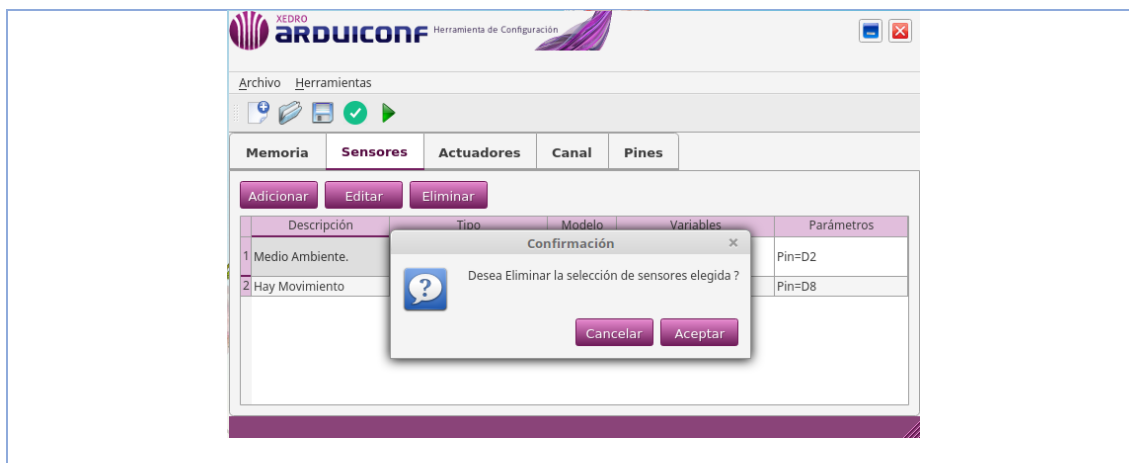 XEDRO
ARDUICONF Herramienta de Configuración
Archivo Herramientas
Memoria Sensores Actuadores Canal Pines
Adicionar Editar Eliminar
Descripción Tipo Modelo Variables Parámetros
1 Medio Ambiente. Pin=D2
2 Hay Movimiento Pin=D8
Confirmación
Desea Eliminar la selección de sensores elegida ?
Cancelar Aceptar